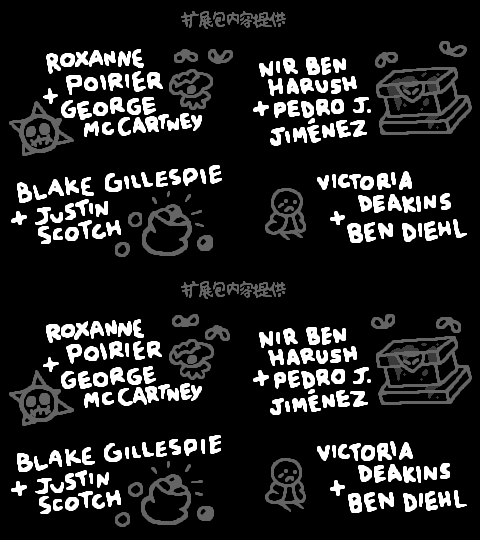 扩展包内容提供
ROXANNE
POIRIER
+ GEORGE
MCCARTNEY
NIR BEN
HARUSH
+ PEDRO J.
JIMÉNEZ
BLAKE GILLESPIE
+ JUSTIN
SCOTCH
VICTORIA
DEAKINS
+ BEN DIEHL
扩展包内容提供
ROXANNE
POIRIER
+ GEORGE
MCCARTNEY
NIR BEN
HARUSH
+ PEDRO J.
JIMÉNEZ
BLAKE GILLESPIE
+ JUSTIN
SCOTCH
VICTORIA
DEAKINS
+ BEN DIEHL